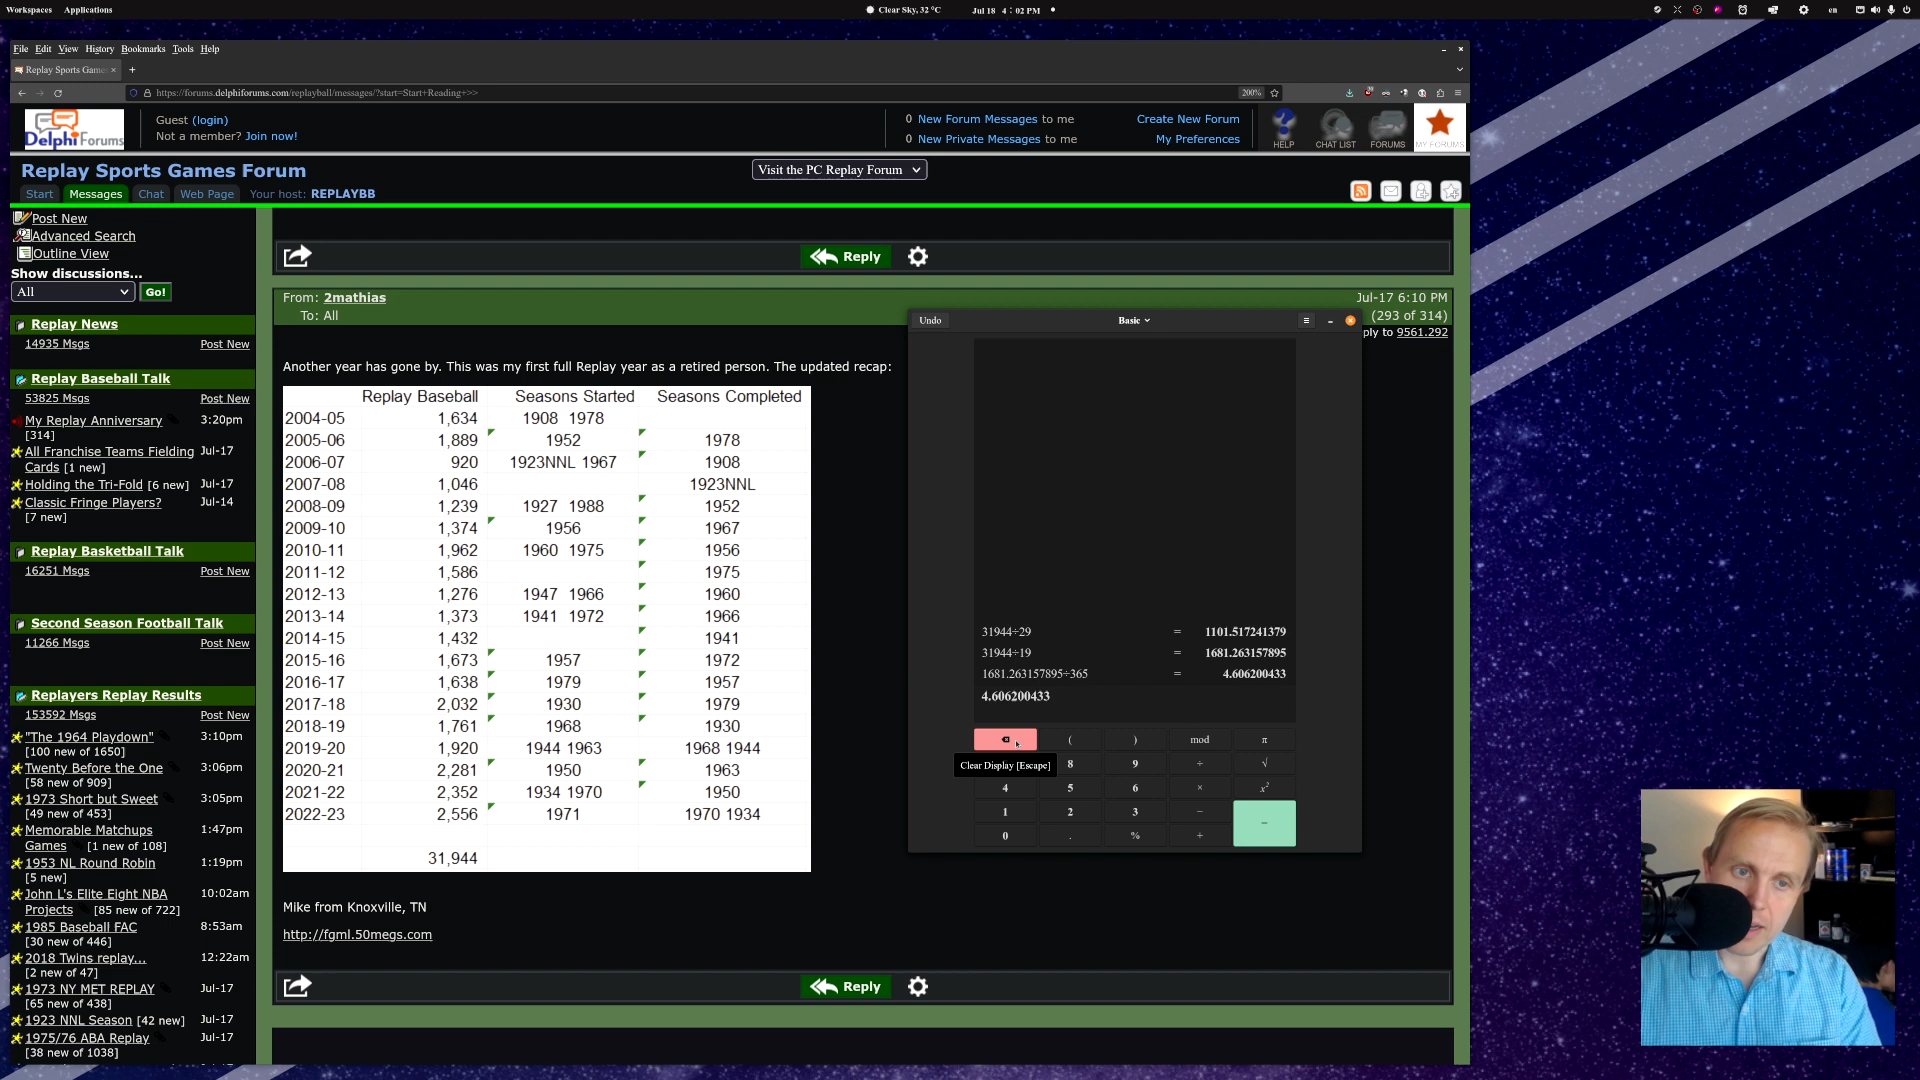 Workspaces Applications
Clear Sky, 32 °C Jul 18 4:02 PM
en
File Edit View History Bookmarks Tools Help
Replay Sports Game
https://forums.delphiforums.com/replayball/messages/?start=Start+Reading+>>
200%
Delphi Forums
Guest (login)
Not a member? Join now!
0 New Forum Messages to me
0 New Private Messages to me
Create New Forum
My Preferences
HELP
CHAT LIST
FORUMS
MY FORUMS
Replay Sports Games Forum
Visit the PC Replay Forum
Start Messages Chat Web Page Your host: REPLAYBB
Post New
Advanced Search
Outline View
Show discussions...
All Go!
Replay News
14935 Msgs Post New
Replay Baseball Talk
53825 Msgs Post New
My Replay Anniversary 3:20pm
[314]
All Franchise Teams Fielding Jul-17
Cards [1 new]
Holding the Tri-Fold [6 new] Jul-17
Classic Fringe Players? Jul-14
[7 new]
Replay Basketball Talk
16251 Msgs Post New
Second Season Football Talk
11266 Msgs Post New
Replayers Replay Results
153592 Msgs Post New
"The 1964 Playdown" 3:10pm
[100 new of 1650]
Twenty Before the One 3:06pm
[58 new of 909]
1973 Short but Sweet 3:05pm
[49 new of 453]
Memorable Matchups 1:47pm
Games [1 new of 108]
1953 NL Round Robin 1:19pm
[5 new]
John L's Elite Eight NBA 10:02am
Projects [85 new of 722]
1985 Baseball FAC 8:53am
[30 new of 446]
2018 Twins replay... 12:22am
[2 new of 47]
1973 NY MET REPLAY Jul-17
[65 new of 438]
1923 NNL Season [42 new] Jul-17
1975/76 ABA Replay Jul-17
[38 new of 1038]
Reply
From: 2mathias
To: All
Jul-17 6:10 PM
(293 of 314)
ply to 9561.292
Another year has gone by. This was my first full Replay year as a retired person. The updated recap:
Replay Baseball Seasons Started Seasons Completed
2004-05 1,634 1908 1978
2005-06 1,889 1952 1978
2006-07 920 1923NNL 1967 1908
2007-08 1,046 1923NNL
2008-09 1,239 1927 1988 1952
2009-10 1,374 1956 1967
2010-11 1,962 1960 1975 1956
2011-12 1,586 1975
2012-13 1,276 1947 1966 1960
2013-14 1,373 1941 1972 1966
2014-15 1,432 1941
2015-16 1,673 1957 1972
2016-17 1,638 1979 1957
2017-18 2,032 1930 1979
2018-19 1,761 1968 1930
2019-20 1,920 1944 1963 1968 1944
2020-21 2,281 1950 1963
2021-22 2,352 1934 1970 1950
2022-23 2,556 1971 1970 1934
31,944
Mike from Knoxville, TN
http://fgml.50megs.com
Reply
Undo Basic
31944÷29 = 1101.517241379
31944÷19 = 1681.263157895
1681.263157895÷365 = 4.606200433
4.606200433
( ) mod π
Clear Display [Escape]
8 9 ÷ √
4 5 6 × x²
1 2 3 − =
0 . % +